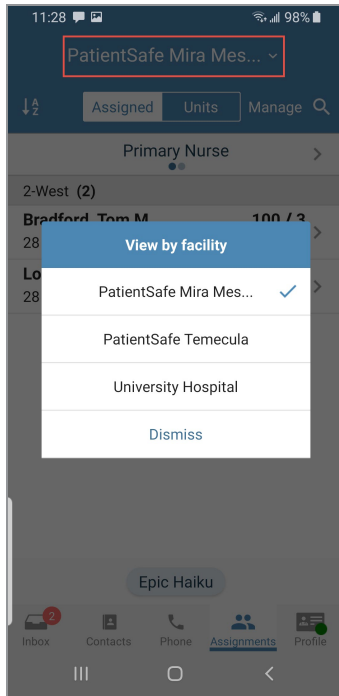 11:28 98%
PatientSafe Mira Mes...
A
Z
Assigned Units Manage
Primary Nurse
2-West (2)
Bradford, Tom M 100 / 3
28
View by facility
Lo
28
PatientSafe Mira Mes...
PatientSafe Temecula
University Hospital
Dismiss
Epic Haiku
2
Inbox Contacts Phone Assignments Profile